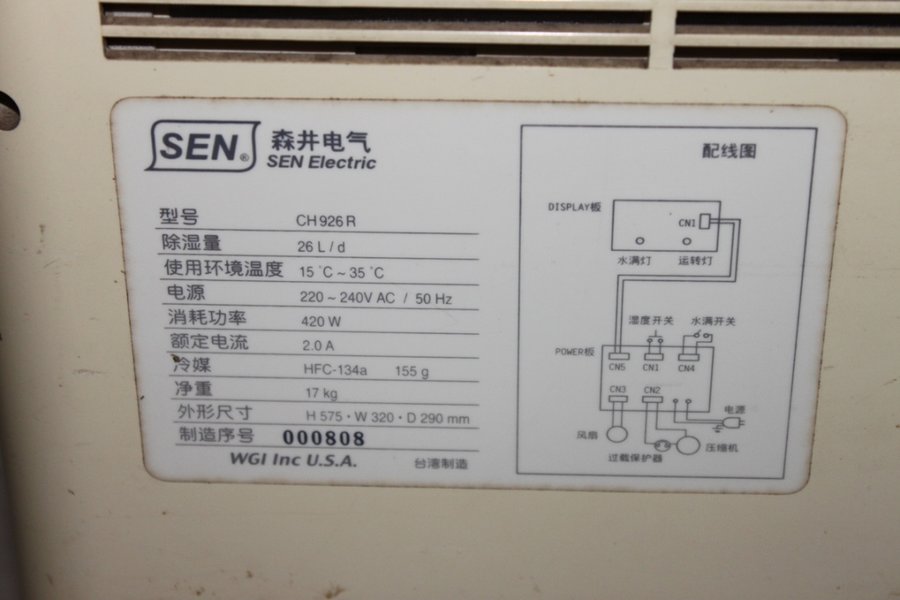 SEN® 森井电气
SEN Electric
型号 CH926R
除湿量 26 L / d
使用环境温度 15 °C ~ 35 °C
电源 220 ~ 240V AC / 50 Hz
消耗功率 420 W
额定电流 2.0 A
冷媒 HFC-134a 155 g
净重 17 kg
外形尺寸 H 575 · W 320 · D 290 mm
制造序号 000808
WGI Inc U.S.A. 台湾制造
配线图
DISPLAY板
CN1
水满灯 运转灯
湿度开关 水满开关
POWER板
CN5 CN1 CN4
CN3 CN2
电源
风扇
压缩机
过载保护器